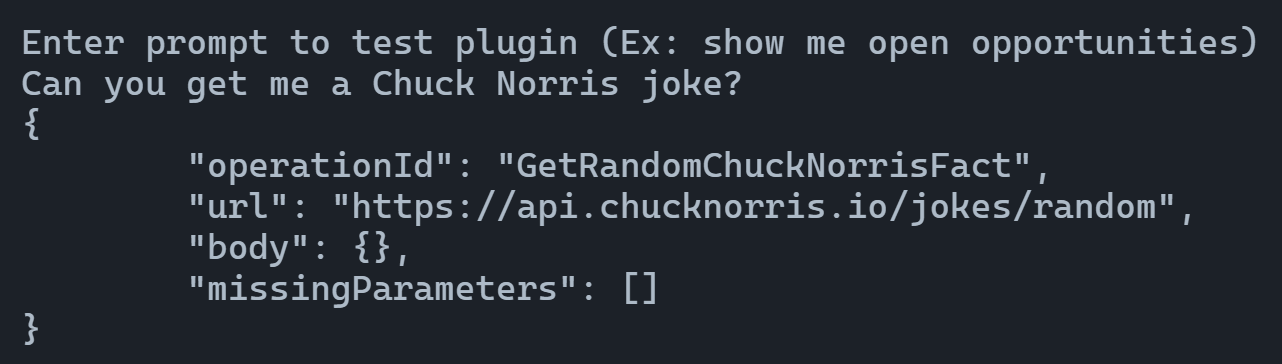 Enter prompt to test plugin (Ex: show me open opportunities)
Can you get me a Chuck Norris joke?
{
        "operationId": "GetRandomChuckNorrisFact",
        "url": "https://api.chucknorris.io/jokes/random",
        "body": {},
        "missingParameters": []
}